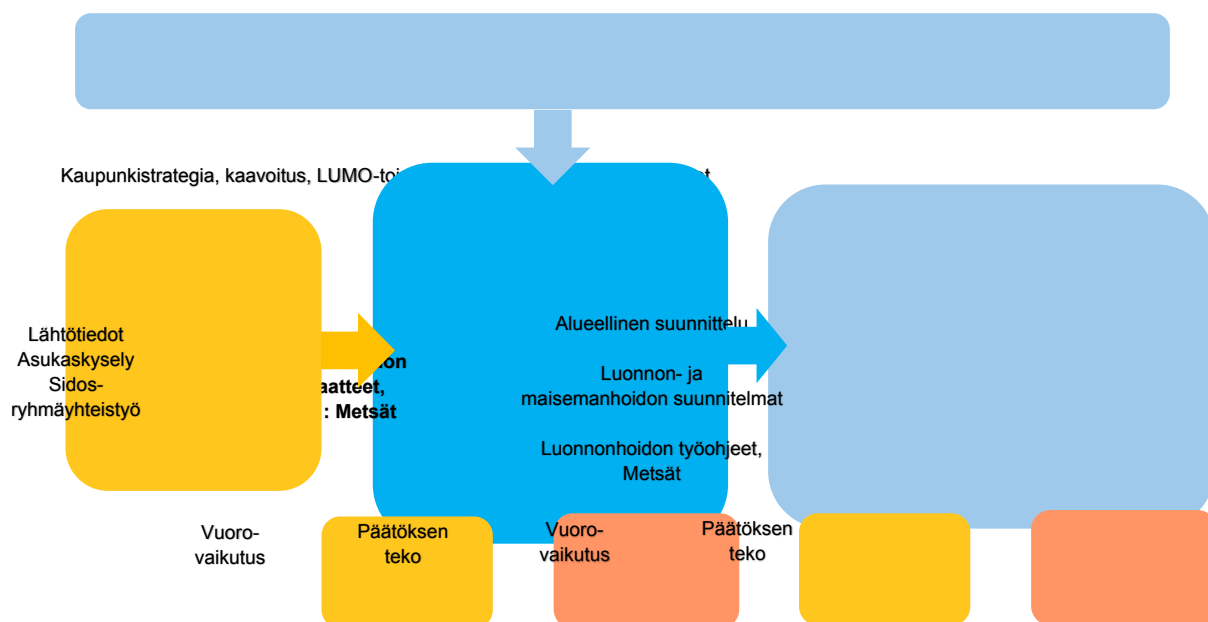 Kaupunkistrategia, kaavoitus, LUMO-toi
Lähtötiedot
Asukaskysely
Sidos-
ryhmäyhteistyö
: Metsät
Alueellinen suunnittelu
Luonnon- ja
maisemanhoidon suunnitelmat
Luonnonhoidon työohjeet,
Metsät
Vuoro-
vaikutus
Päätöksen
teko
Vuoro-
vaikutus
Päätöksen
teko